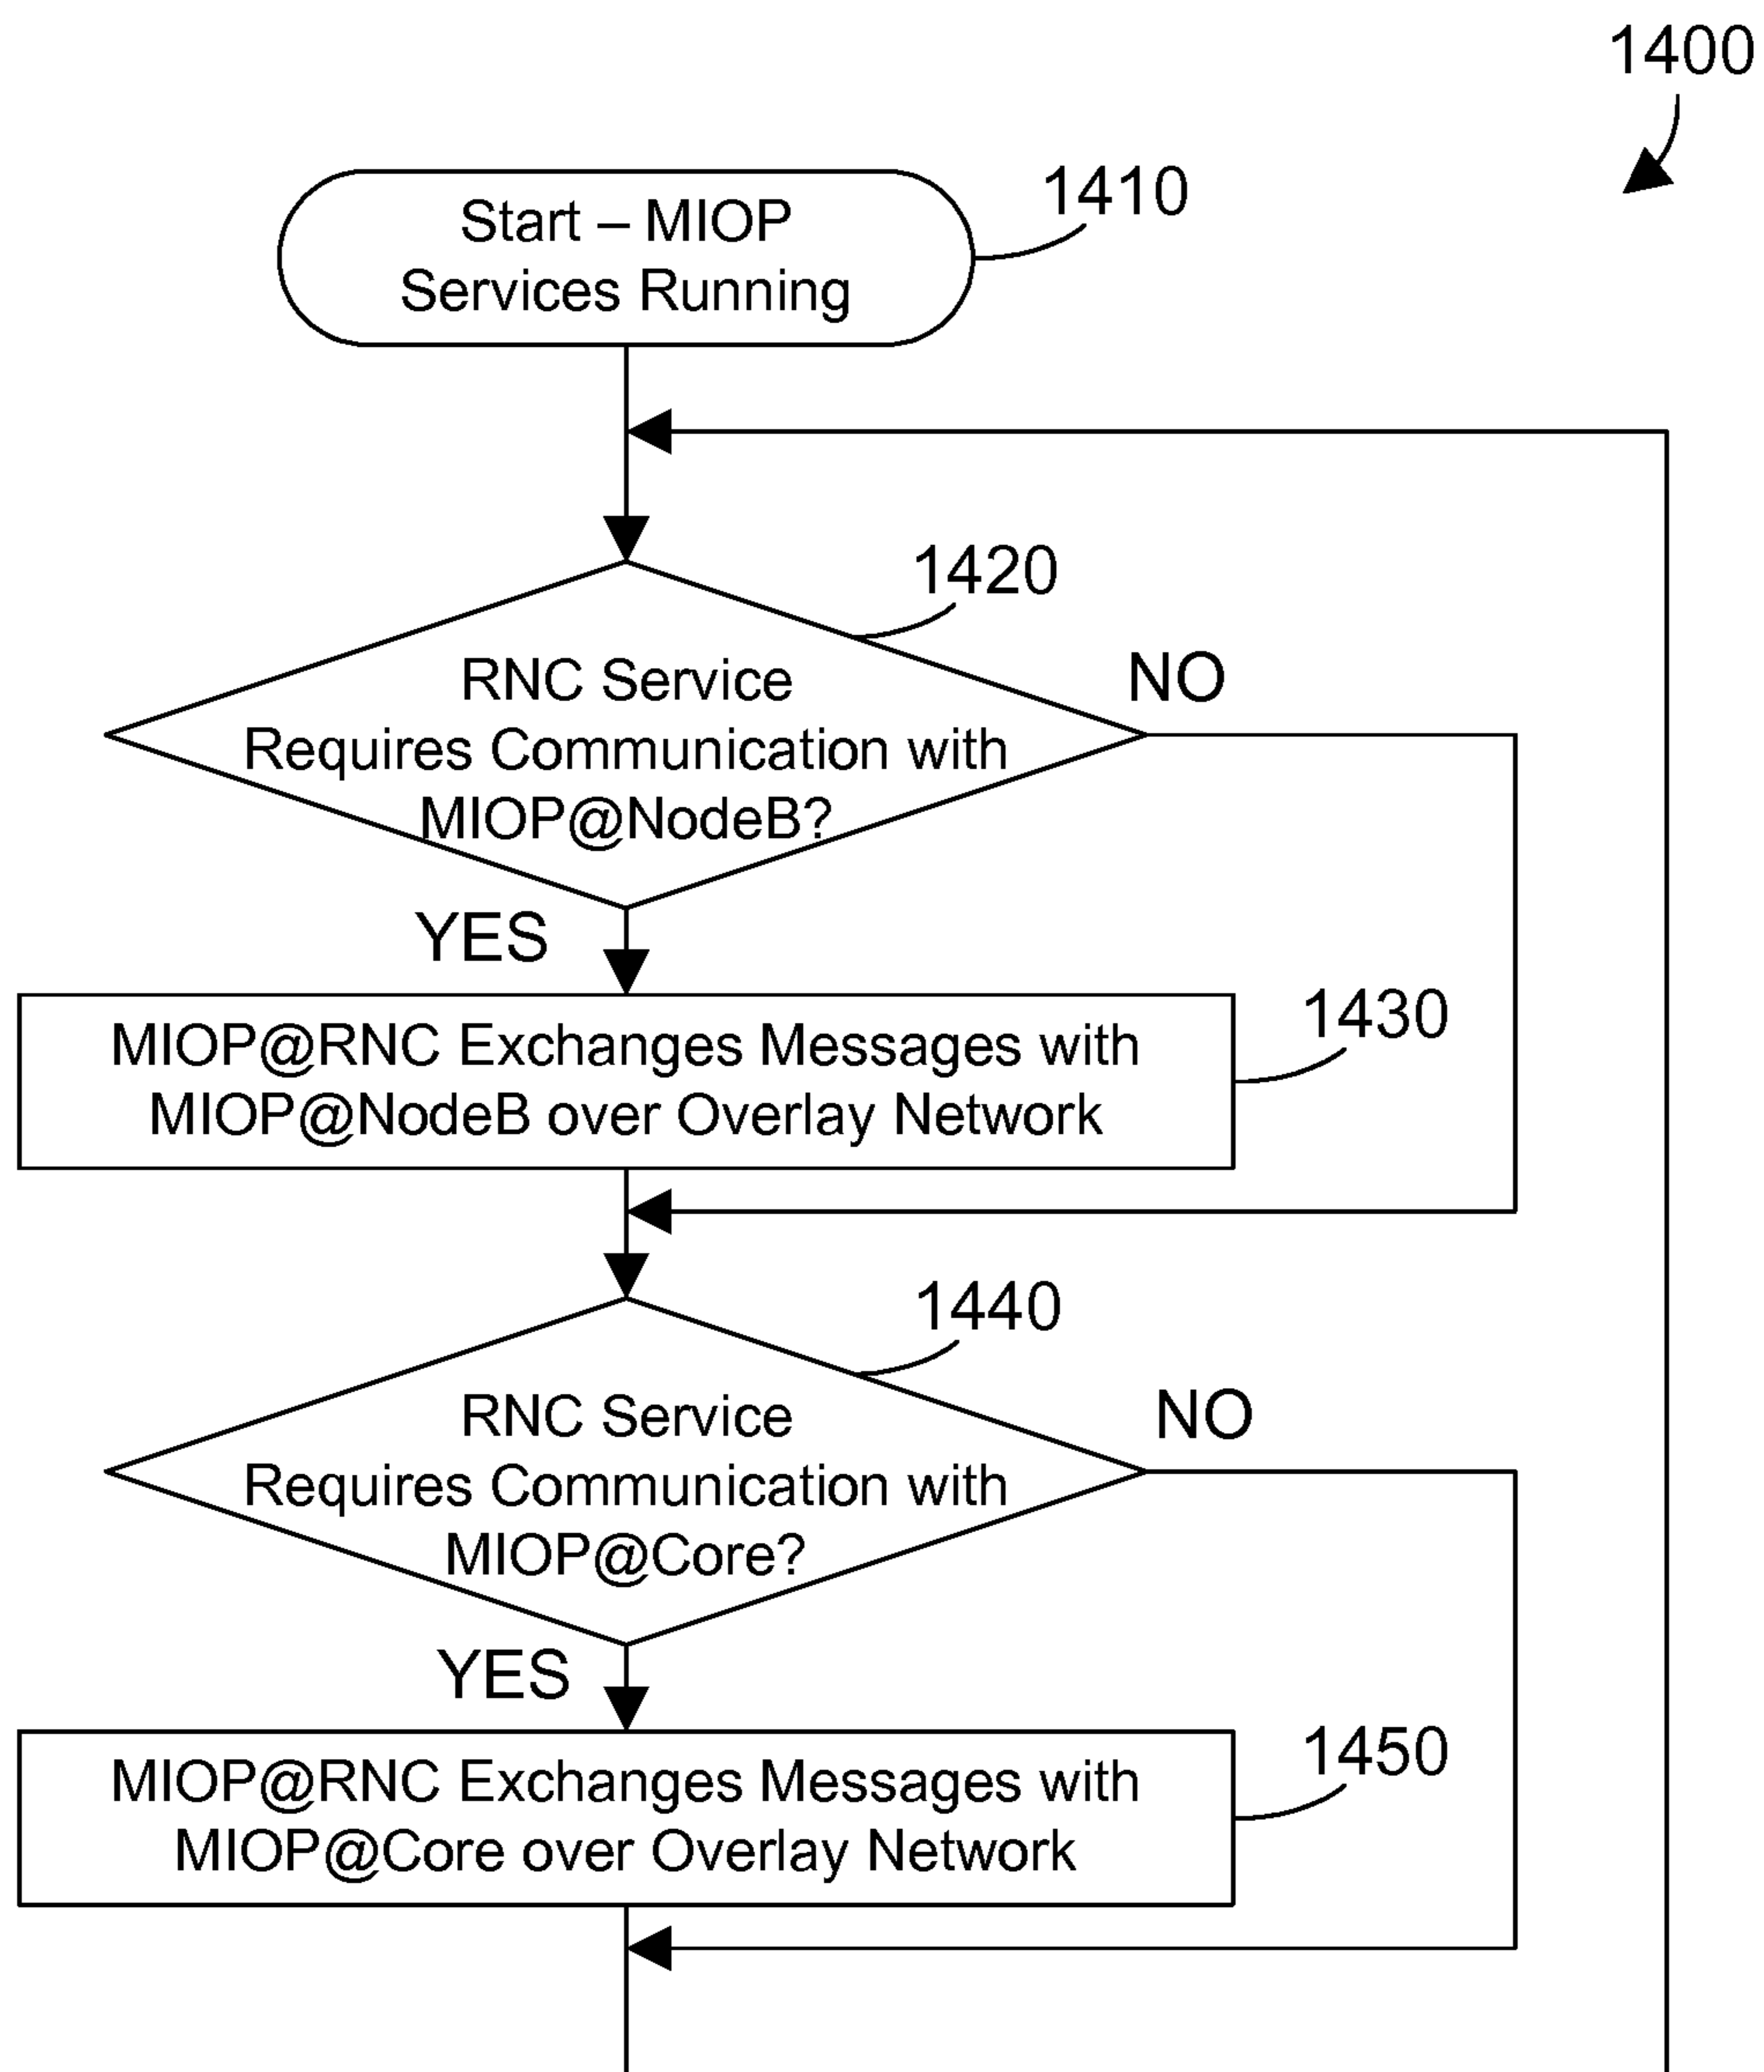 1400
1410
Start – MIOP
Services Running
1420
RNC Service
Requires Communication with
MIOP@NodeB?
NO
YES
1430
MIOP@RNC Exchanges Messages with
MIOP@NodeB over Overlay Network
1440
RNC Service
Requires Communication with
MIOP@Core?
NO
YES
1450
MIOP@RNC Exchanges Messages with
MIOP@Core over Overlay Network